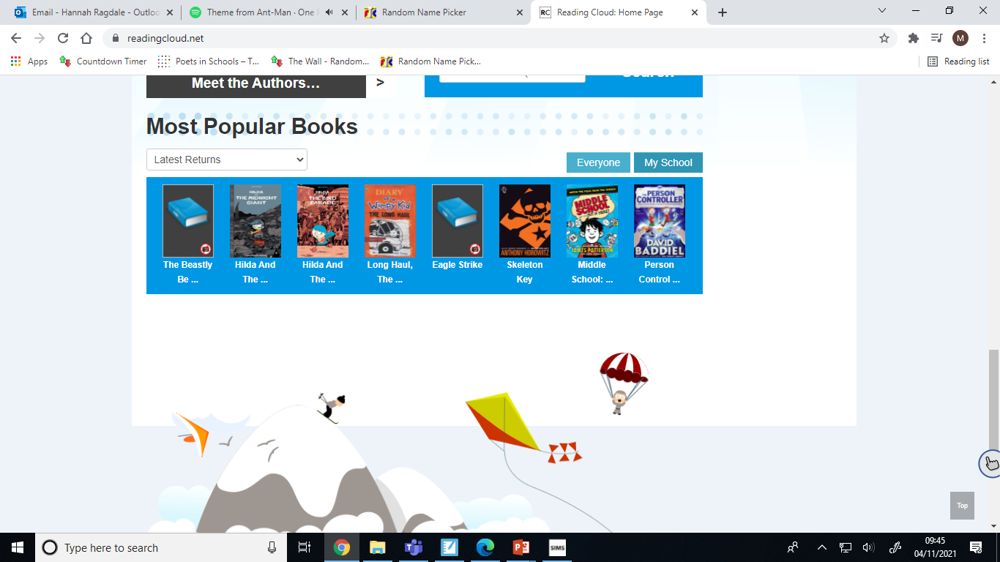 Email - Hannah Ragdale - Outloo
Theme from Ant-Man · One
Random Name Picker
RC Reading Cloud: Home Page
readingcloud.net
M
Apps Countdown Timer Poets in Schools – T... The Wall - Random... Random Name Pick... Reading list
Meet the Authors... >
Search
Most Popular Books
Latest Returns
Everyone My School
HILDA THE MIDNIGHT GIANT
HILDA THE BIRD PARADE
DIARY of a Wimpy Kid THE LONG HAUL
ANTHONY HOROWITZ
MIDDLE SCHOOL JAMES PATTERSON
PERSON CONTROLLER DAVID BADDIEL
The Beastly Be ...
Hilda And The ...
Hilda And The ...
Long Haul, The ...
Eagle Strike
Skeleton Key
Middle School: ...
Person Control ...
Top
Type here to search
SIMS
09:45
04/11/2021